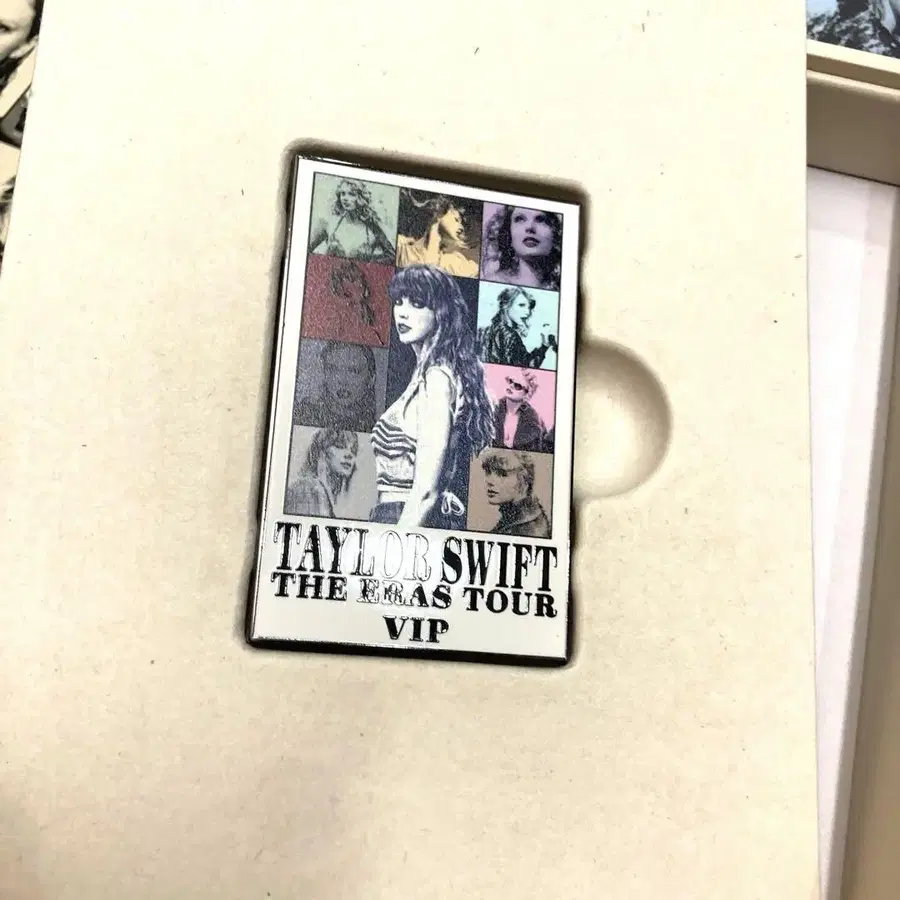 TAYLOR SWIFT
THE ERAS TOUR
VIP